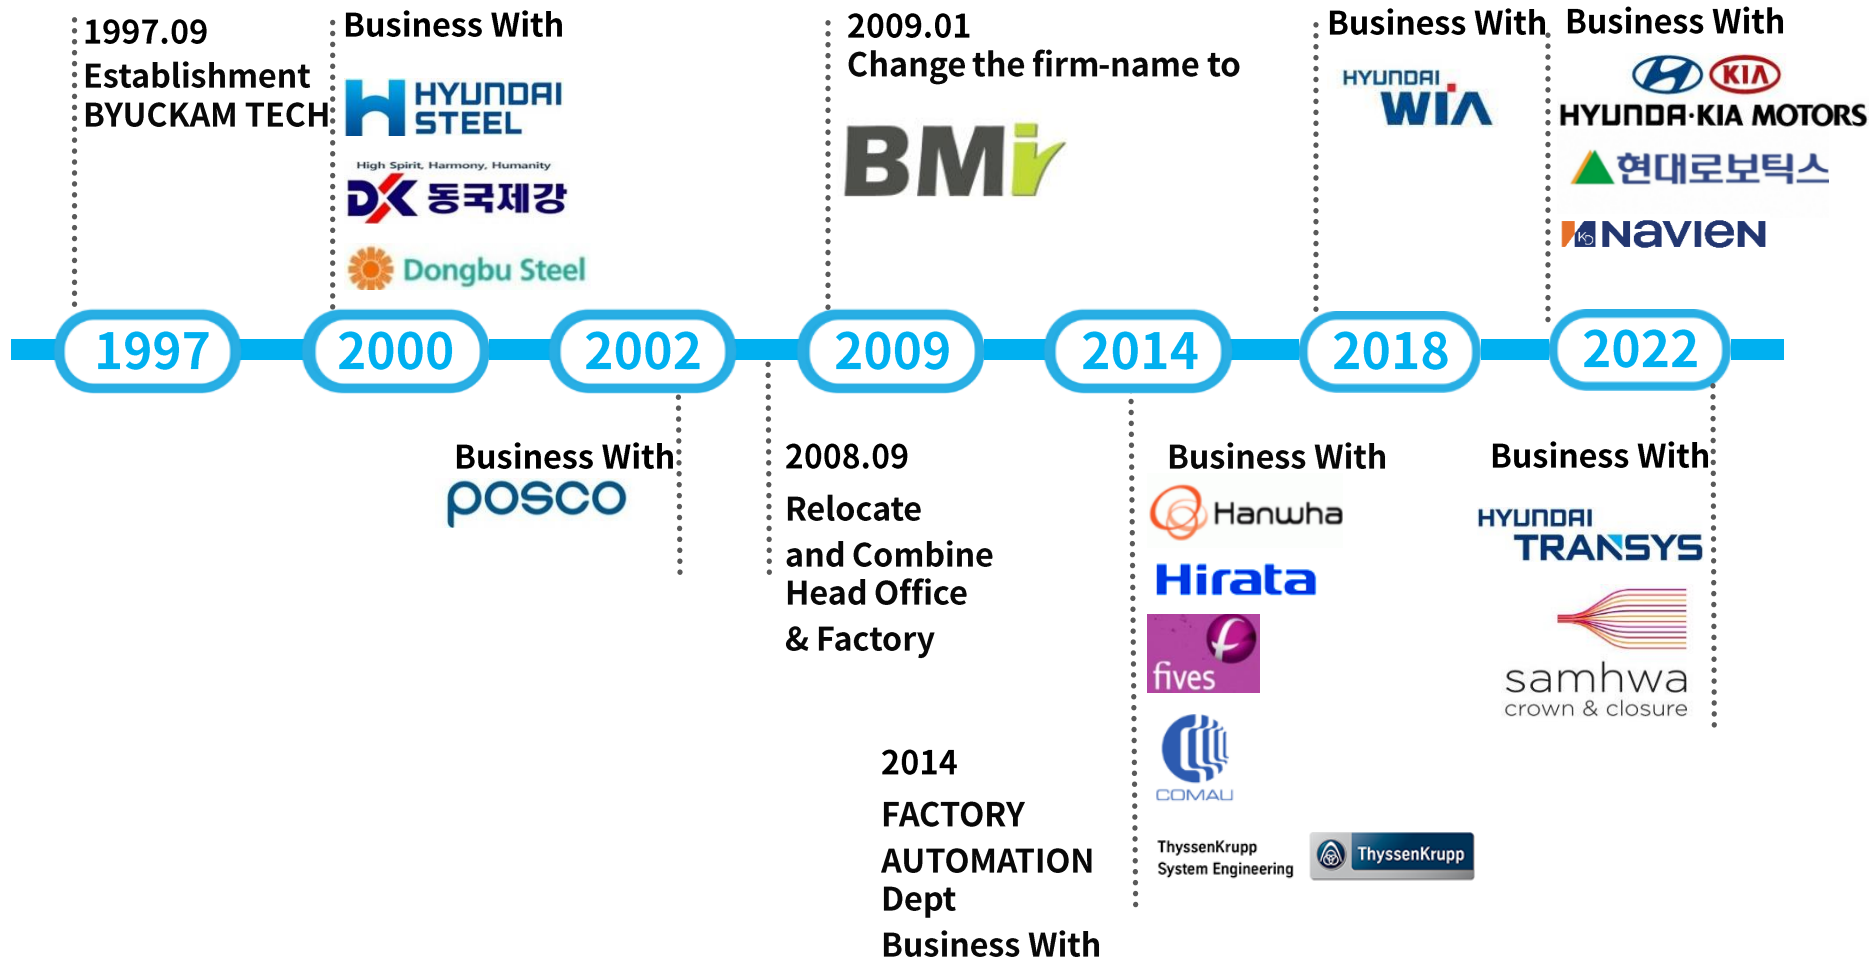 1997.09
Establishment
BYUCKAM TECH
Business With
HYUNDAI
STEEL
High Spirit, Harmony, Humanity
DK 동국제강
Dongbu Steel
2009.01
Change the firm-name to
BMi
Business With
HYUNDAI
WIA
Business With
KIA
HYUNDA·KIA MOTORS
현대로보틱스
KD NAVIEN
1997
2000
2002
2009
2014
2018
2022
Business With
posco
2008.09
Relocate
and Combine
Head Office
& Factory
2014
FACTORY
AUTOMATION
Dept
Business With
Business With
Hanwha
Hirata
f
fives
COMAU
ThyssenKrupp
System Engineering
ThyssenKrupp
Business With
HYUNDAI
TRANSYS
samhwa
crown & closure